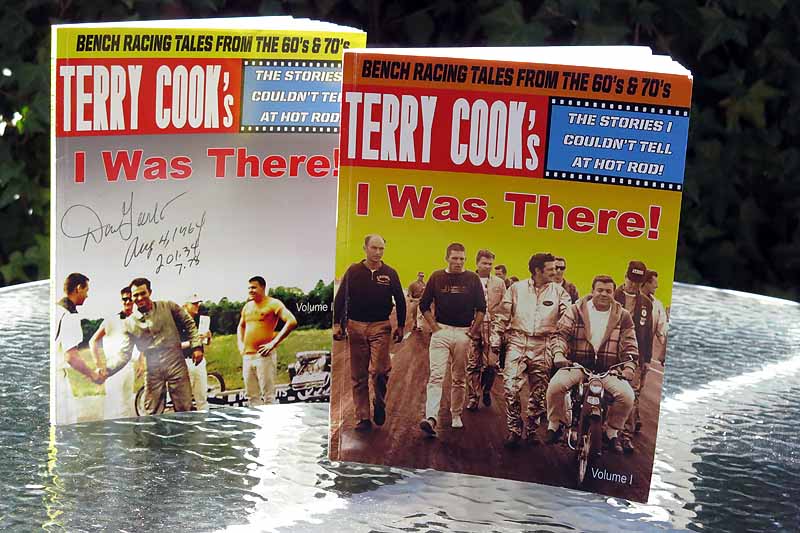 BENCH RACING TALES FROM THE 60's & 70's
TERRY COOK's
THE STORIES
COULDN'T TEL
AT HOT ROD
I Was There!
Aug 4, 1964
201.34
7.78
Volume I
BENCH RACING TALES FROM THE 60's & 70's
TERRY COOK's
THE STORIES I
COULDN'T TELL
AT HOT ROD!
I Was There!
Volume I